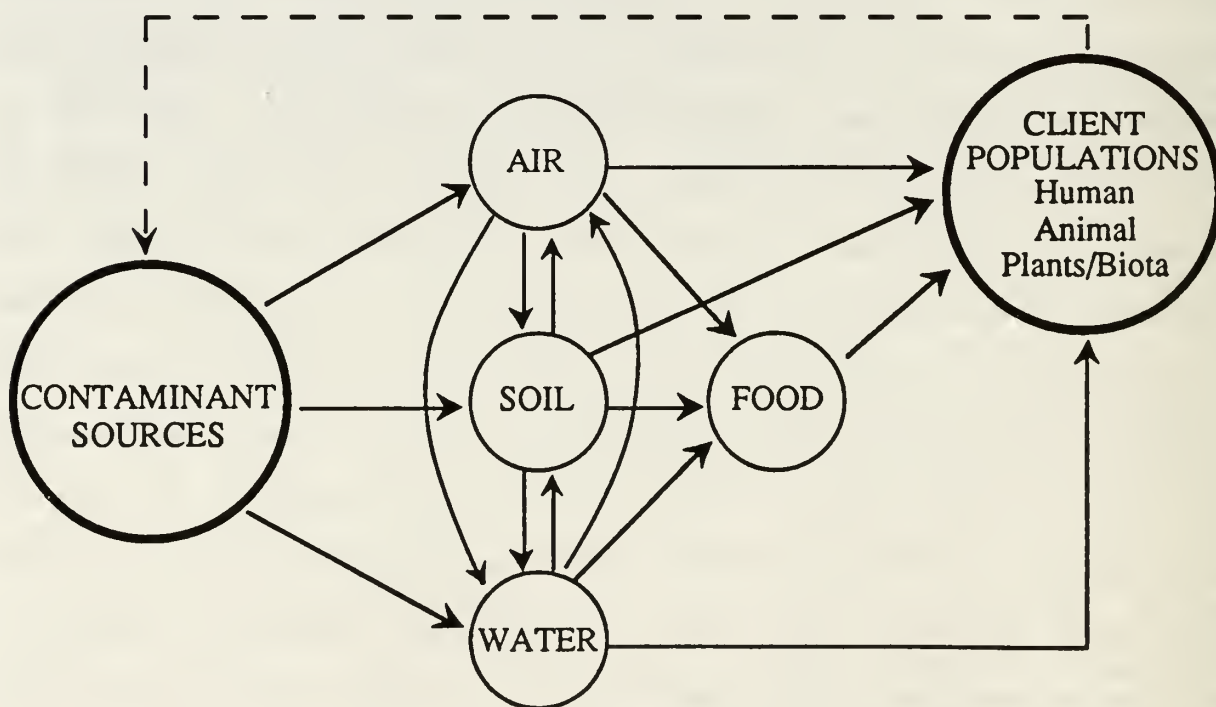 CLIENT
POPULATIONS
Human
Animal
Plants/Biota
AIR
CONTAMINANT
SOURCES
SOIL
FOOD
WATER